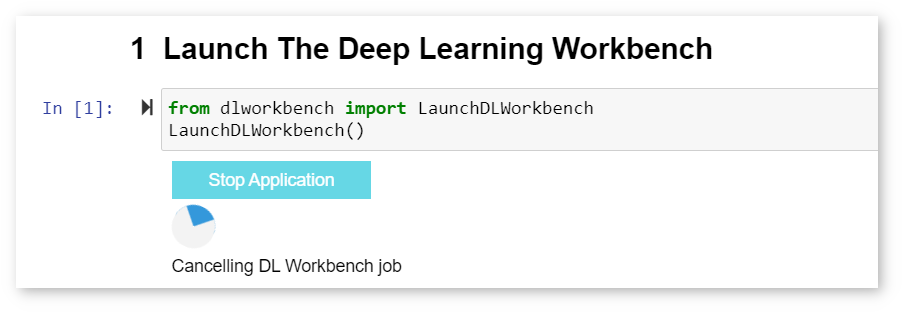 1 Launch The Deep Learning Workbench
In [1]: from dlworkbench import LaunchDLWorkbench
LaunchDLWorkbench()
Stop Application
Cancelling DL Workbench job